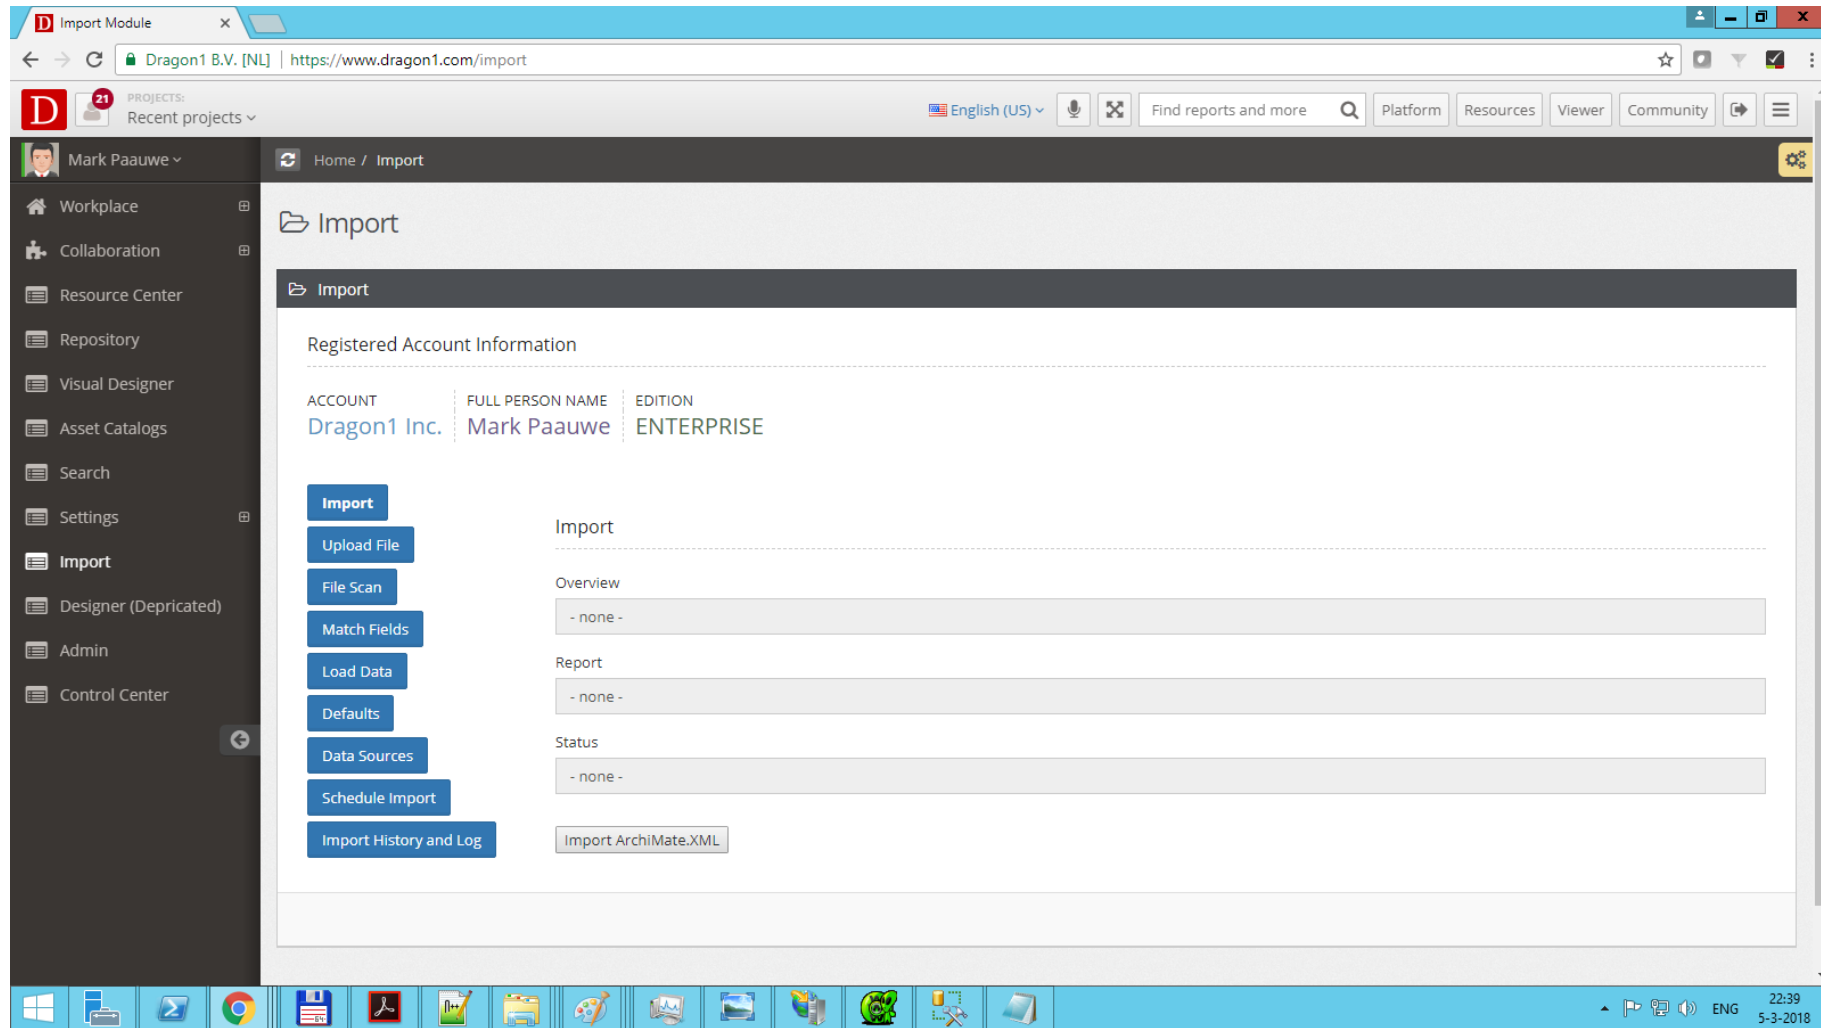 D Import Module
Dragon1 B.V. [NL] | https://www.dragon1.com/import
D
21
PROJECTS:
Recent projects
English (US)
Find reports and more
Platform
Resources
Viewer
Community
Mark Paauwe
Home / Import
Workplace
Collaboration
Resource Center
Repository
Visual Designer
Asset Catalogs
Search
Settings
Import
Designer (Depricated)
Admin
Control Center
Import
Import
Registered Account Information
ACCOUNT
Dragon1 Inc.
FULL PERSON NAME
Mark Paauwe
EDITION
ENTERPRISE
Import
Upload File
File Scan
Match Fields
Load Data
Defaults
Data Sources
Schedule Import
Import History and Log
Import
Overview
- none -
Report
- none -
Status
- none -
Import ArchiMate.XML
ENG
22:39
5-3-2018